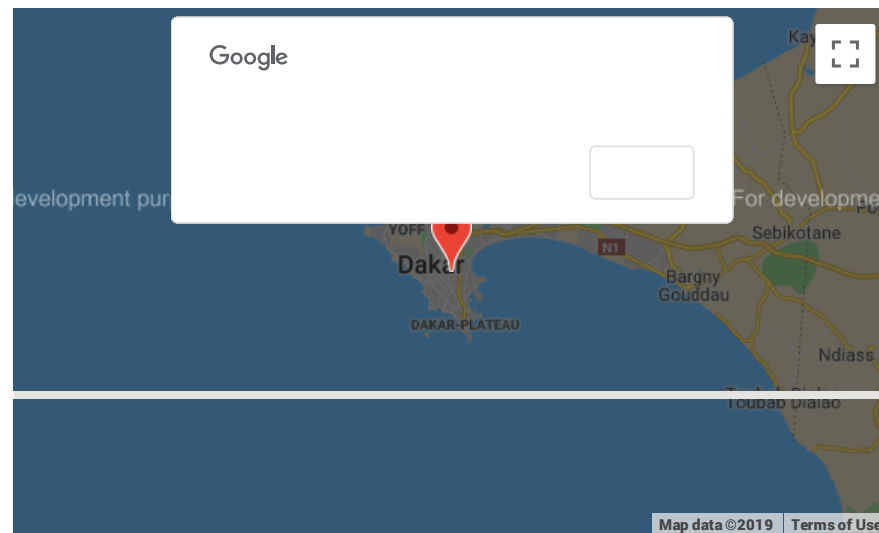 Google
evelopment pur
For developme
YOFF
Dakar
N1
Sebikotane
Bargny
Gouddau
DAKAR-PLATEAU
Ndiass
Toubab Dialao
Map data ©2019
Terms of Use